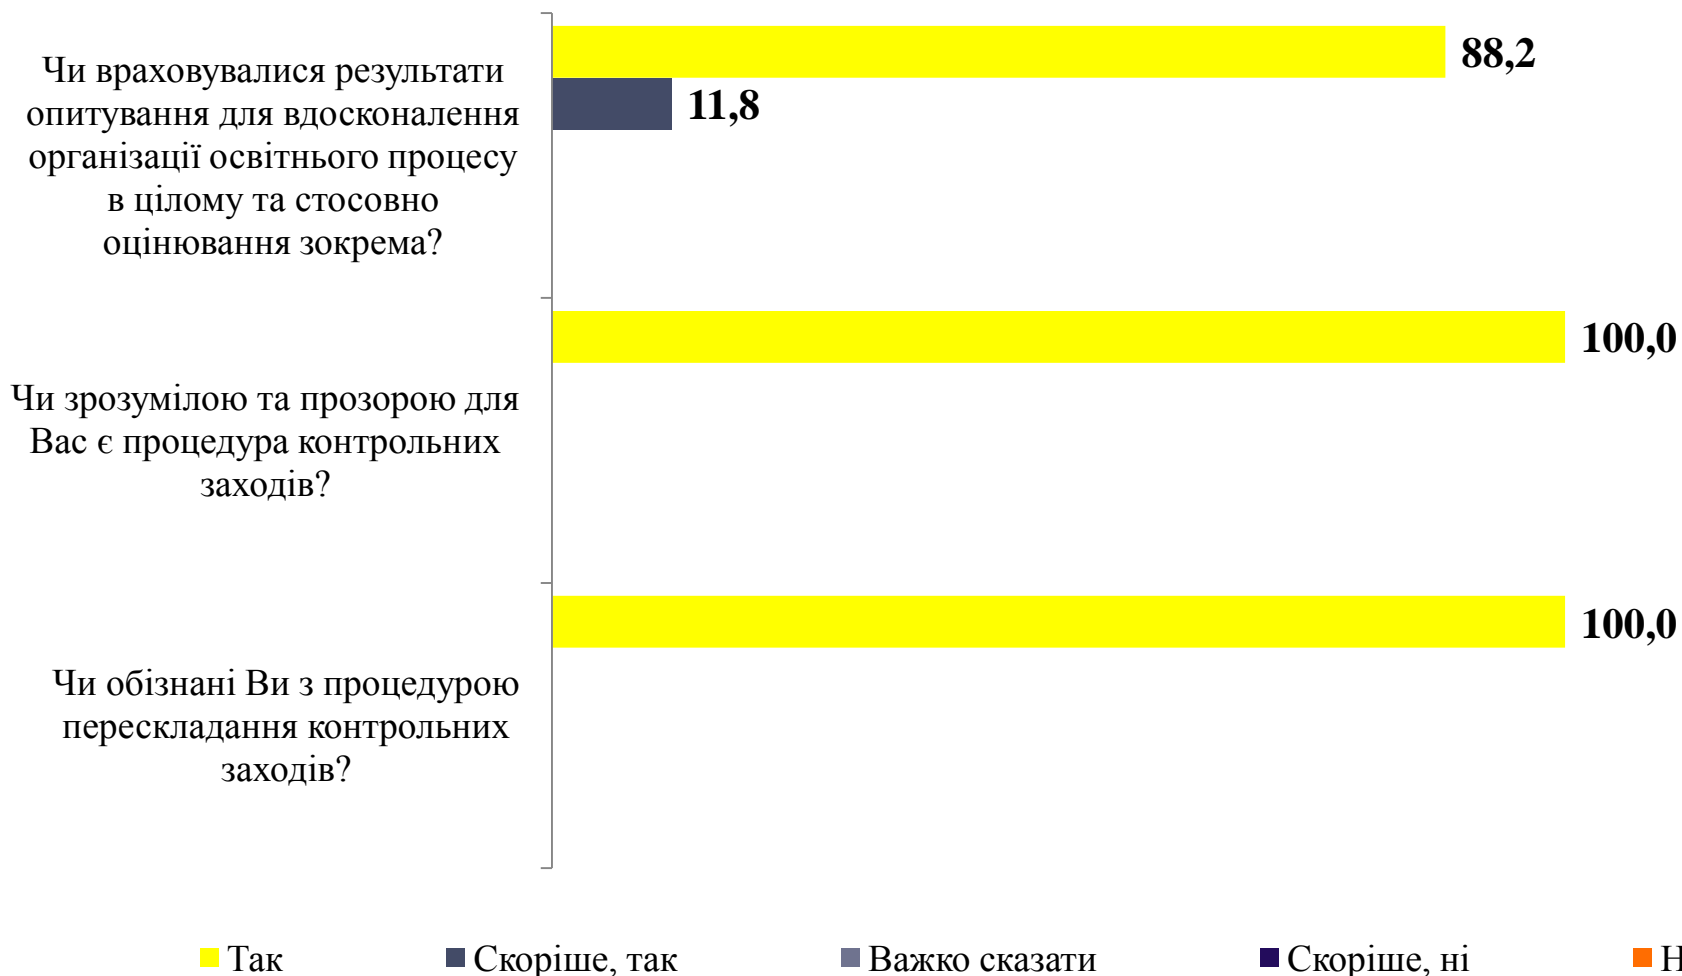 Чи враховувалися результати
опитування для вдосконалення
організації освітнього процесу
в цілому та стосовно
оцінювання зокрема?
88,2
11,8
Чи зрозумілою та прозорою для
Вас є процедура контрольних
заходів?
100,0
Чи обізнані Ви з процедурою
перескладання контрольних
заходів?
100,0
Так
Скоріше, так
Важко сказати
Скоріше, ні